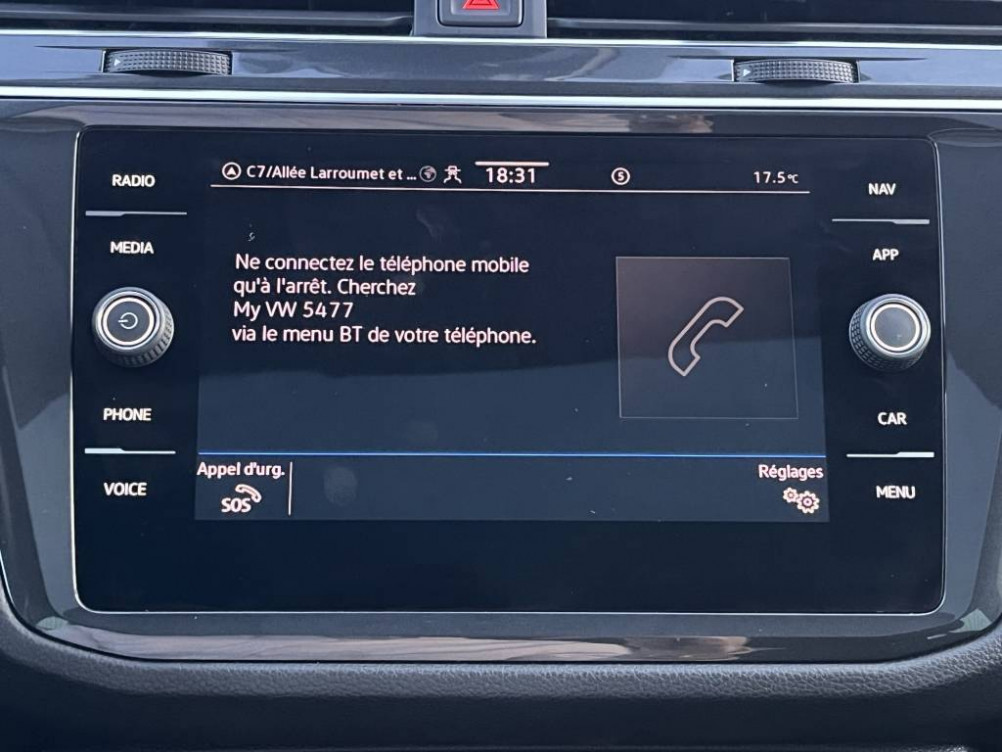 RADIO
MEDIA
PHONE
VOICE
C7/Allée Larroumet et ...
18:31
S
17.5°C
Ne connectez le téléphone mobile
qu'à l'arrêt. Cherchez
My VW 5477
via le menu BT de votre téléphone.
Appel d'urg.
SOS
Réglages
NAV
APP
CAR
MENU